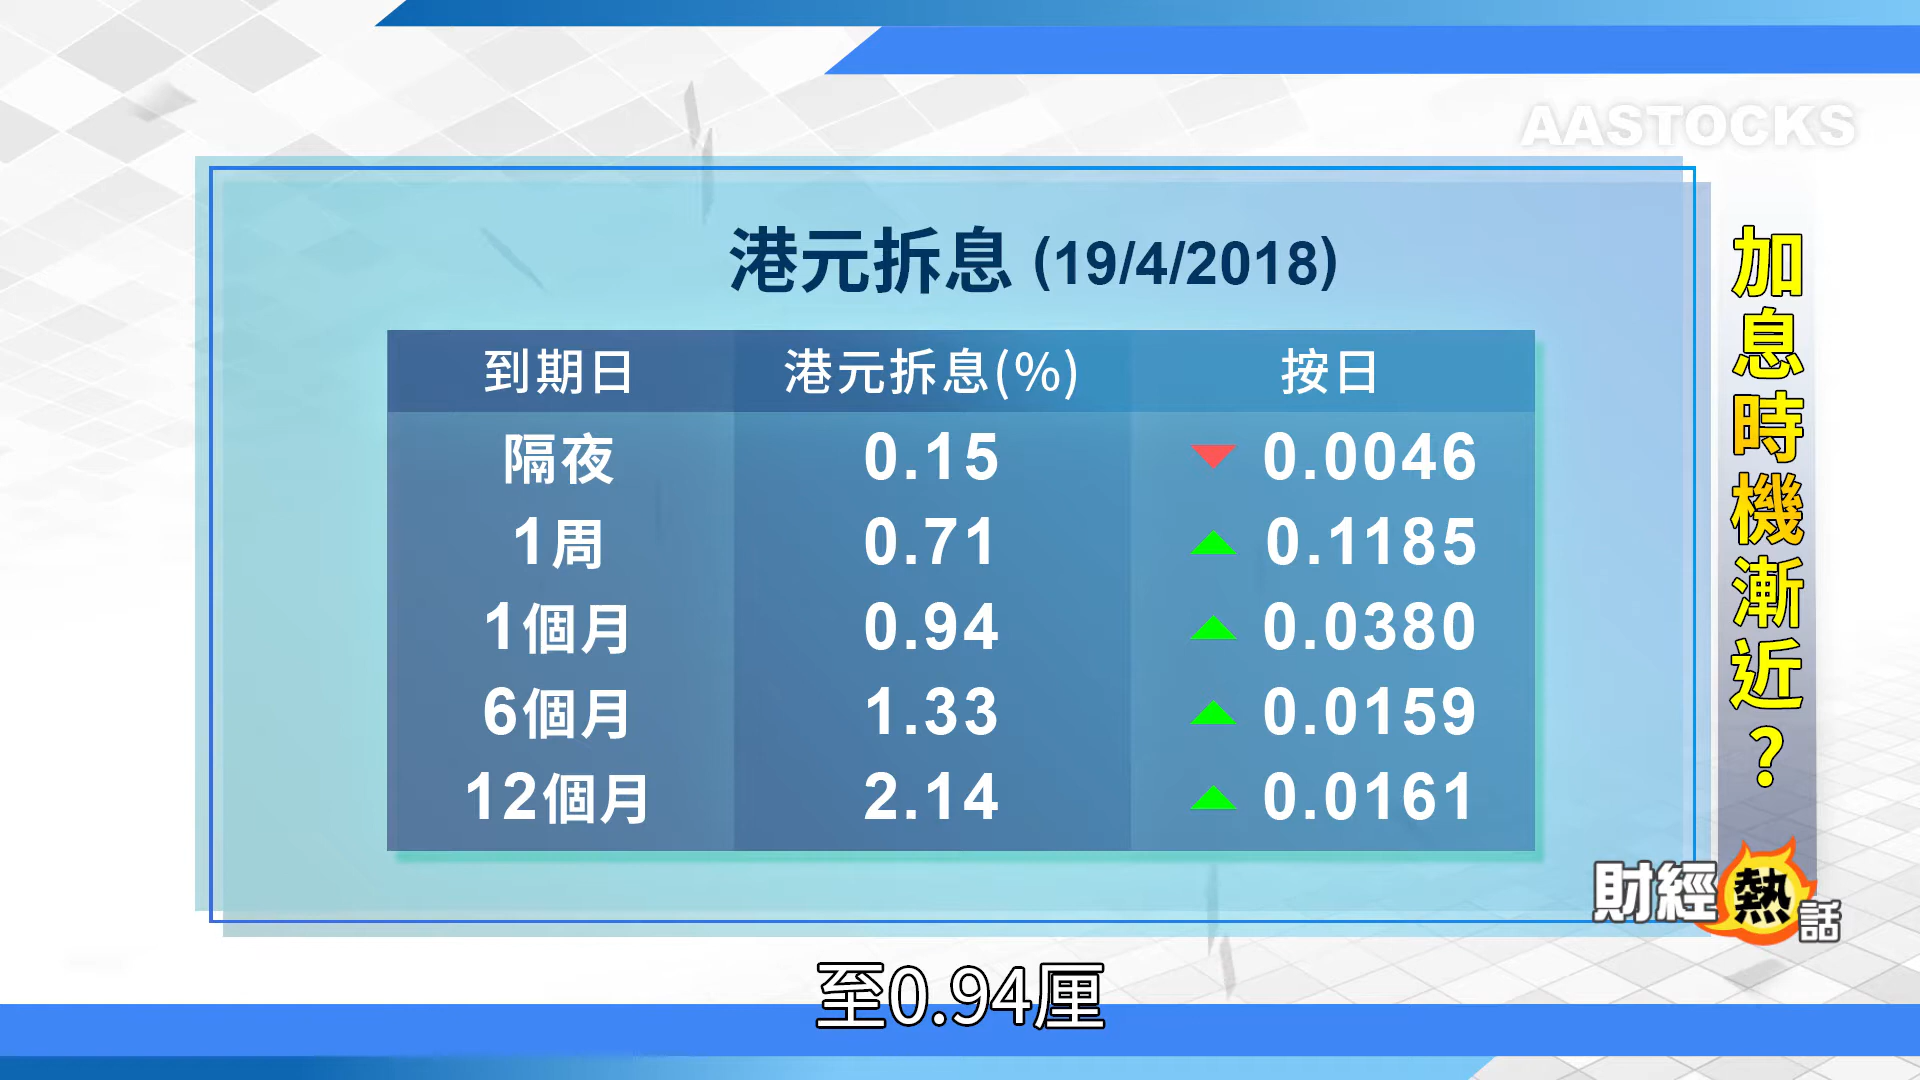 AASTOCKS
港元拆息 (19/4/2018)
到期日 港元拆息(%) 按日
隔夜 0.15 ▼ 0.0046
1周 0.71 ▲ 0.1185
1個月 0.94 ▲ 0.0380
6個月 1.33 ▲ 0.0159
12個月 2.14 ▲ 0.0161
加息時機漸近？
財經熱話
至0.94厘